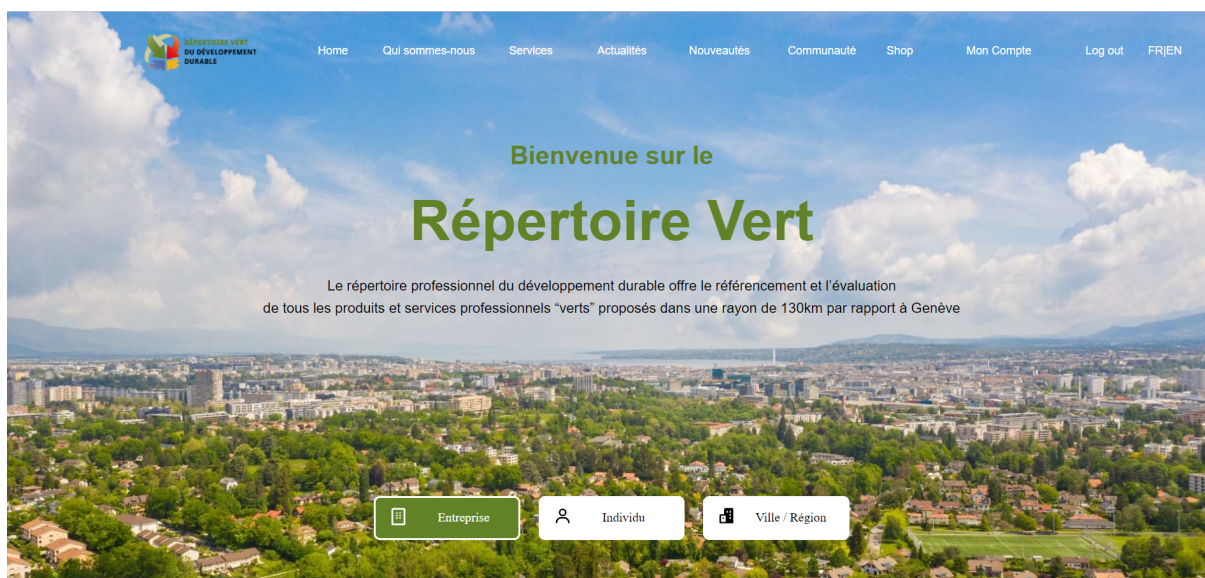 RÉPERTOIRE VERT
DU DÉVELOPPEMENT
DURABLE
Home Qui sommes-nous Services Actualités Nouveautés Communauté Shop Mon Compte Log out FR|EN
Bienvenue sur le
Répertoire Vert
Le répertoire professionnel du développement durable offre le référencement et l'évaluation
de tous les produits et services professionnels “verts” proposés dans une rayon de 130km par rapport à Genève
Entreprise Individu Ville / Région